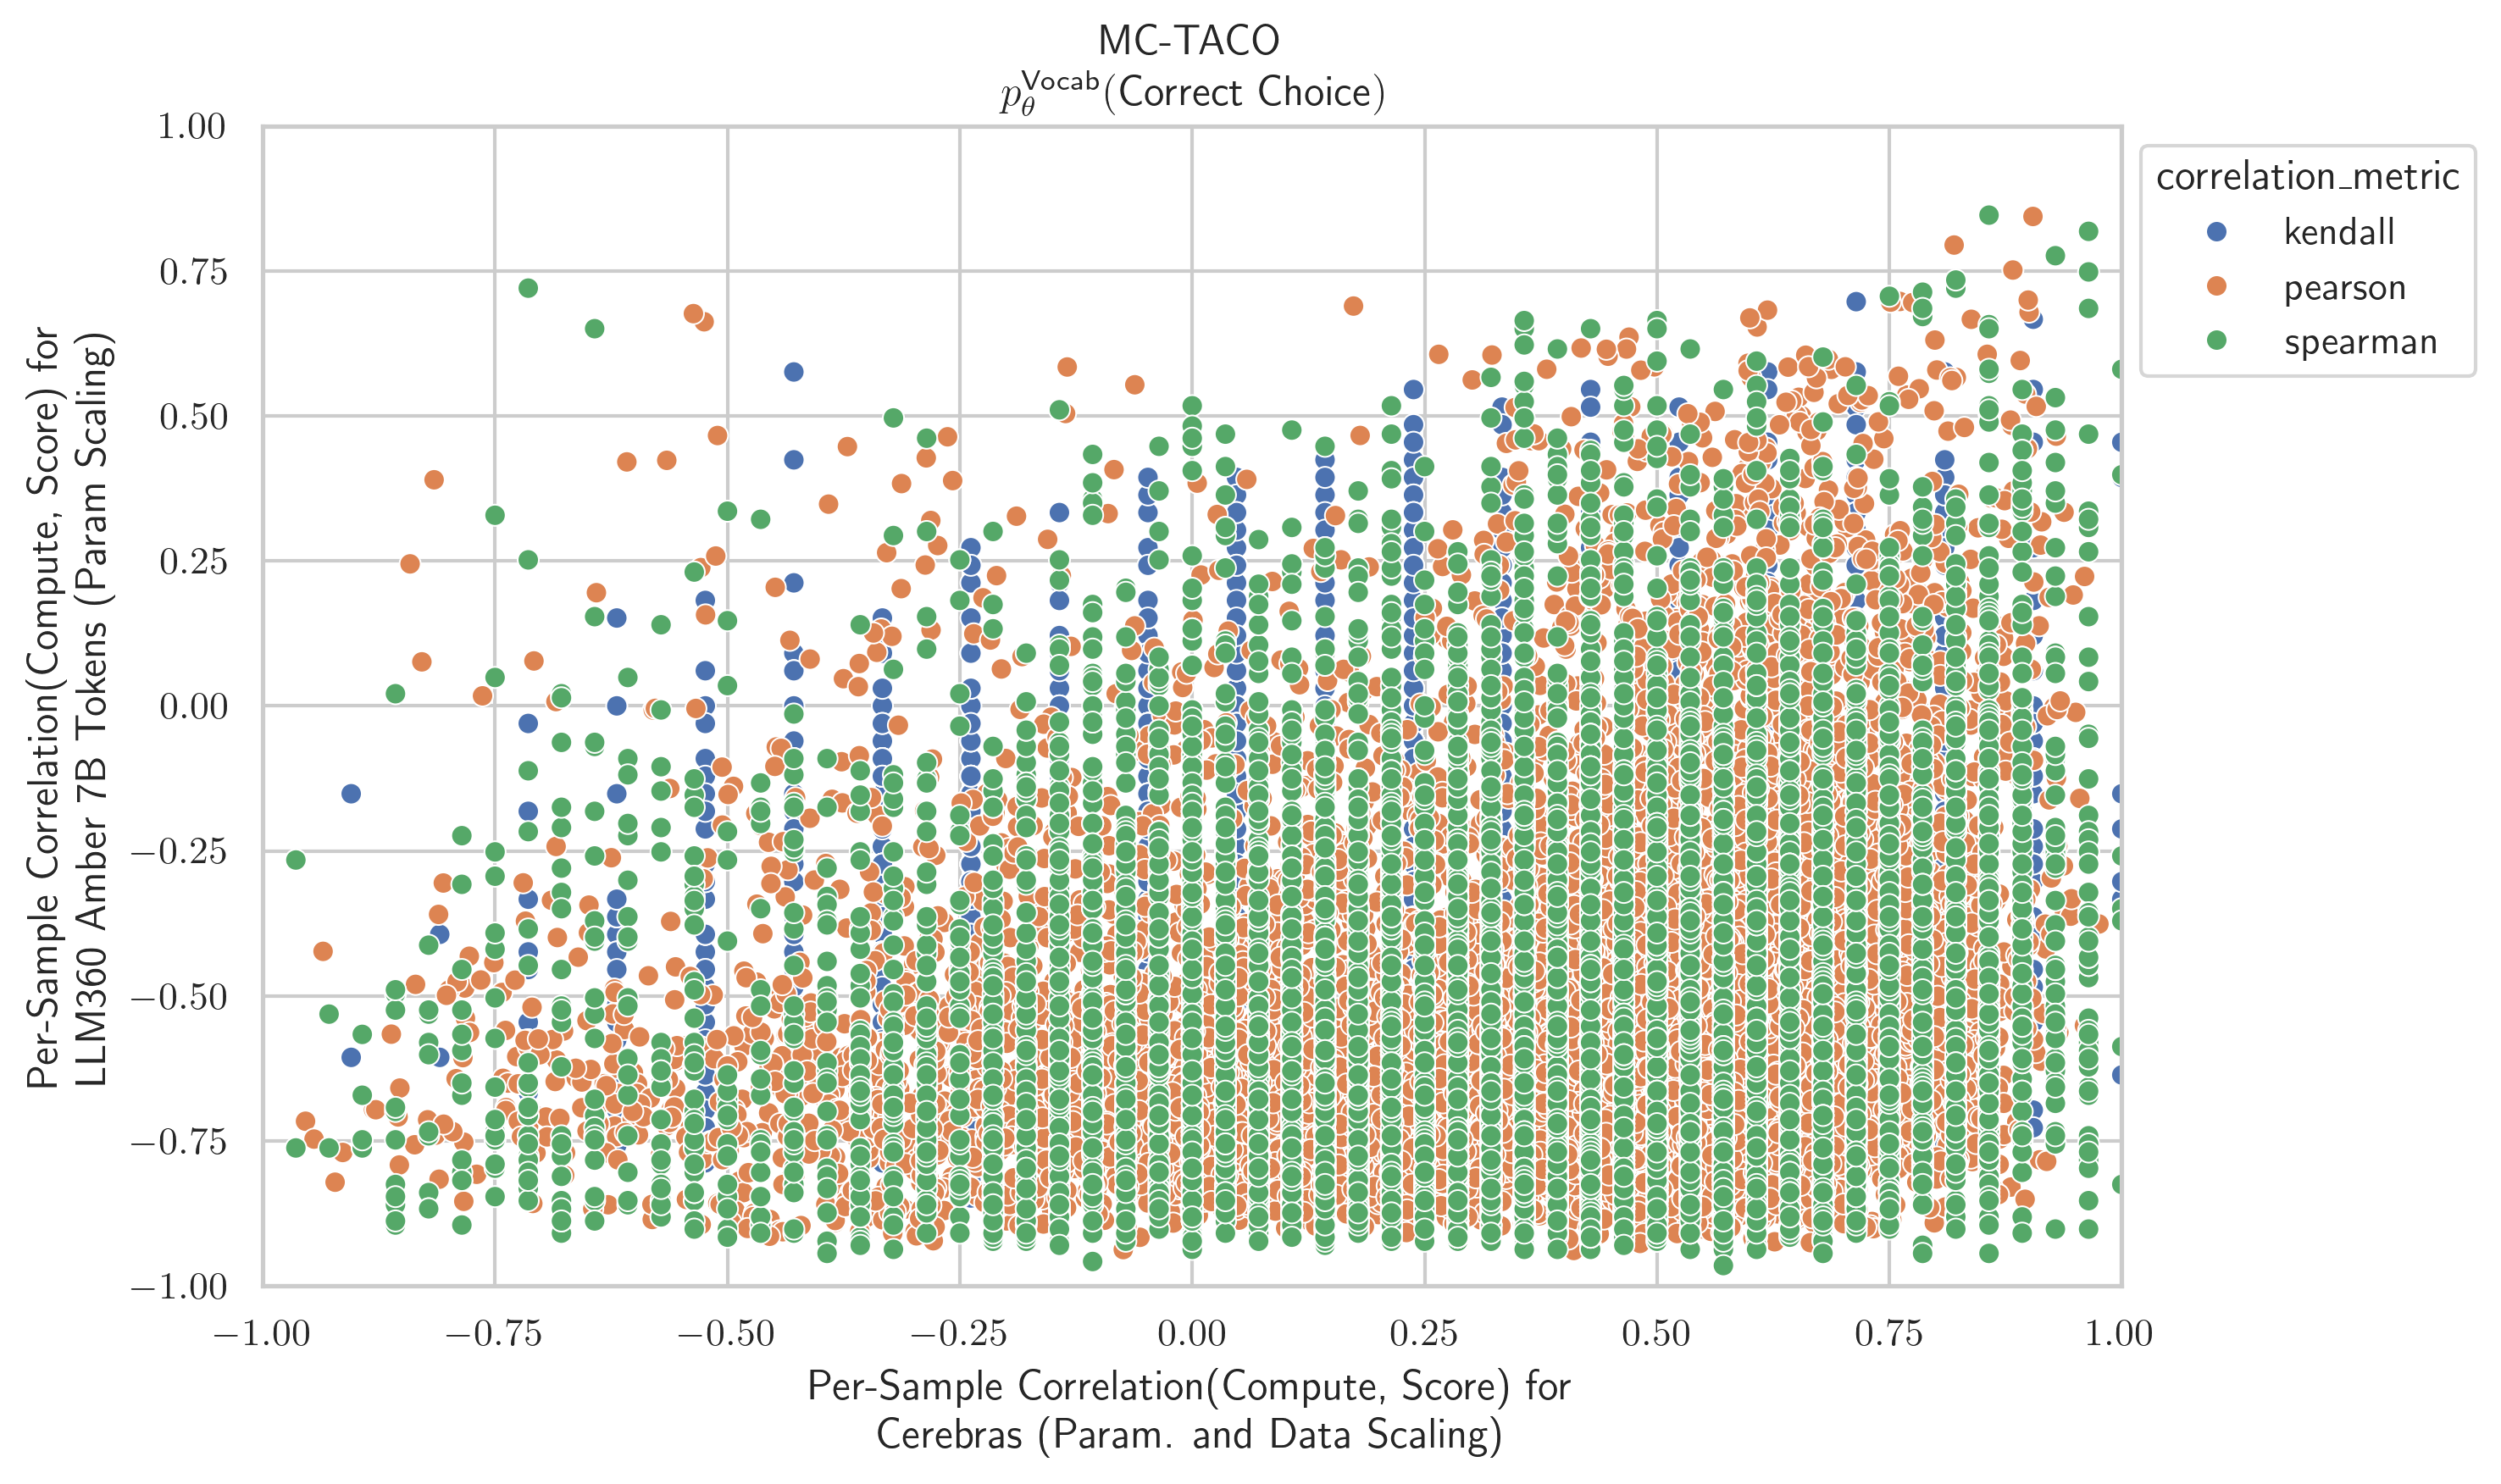 MC-TACO
p_θ^Vocab(Correct Choice)
1.00
0.75
0.50
0.25
0.00
−0.25
−0.50
−0.75
−1.00
Per-Sample Correlation(Compute, Score) for
LLM360 Amber 7B Tokens (Param Scaling)
−1.00 −0.75 −0.50 −0.25 0.00 0.25 0.50 0.75 1.00
Per-Sample Correlation(Compute, Score) for
Cerebras (Param. and Data Scaling)
correlation_metric
kendall
pearson
spearman